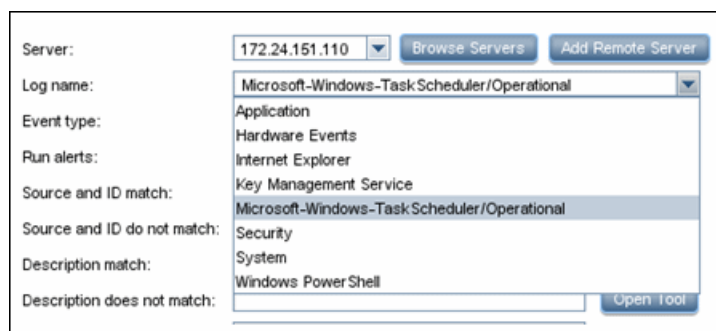 Server: 172.24.151.110 Browse Servers Add Remote Server
Log name: Microsoft-Windows-TaskScheduler/Operational
Application
Event type:
Hardware Events
Run alerts:
Internet Explorer
Key Management Service
Source and ID match:
Microsoft-Windows-TaskScheduler/Operational
Source and ID do not match:
Security
System
Description match:
Windows PowerShell
Description does not match: Open Tool